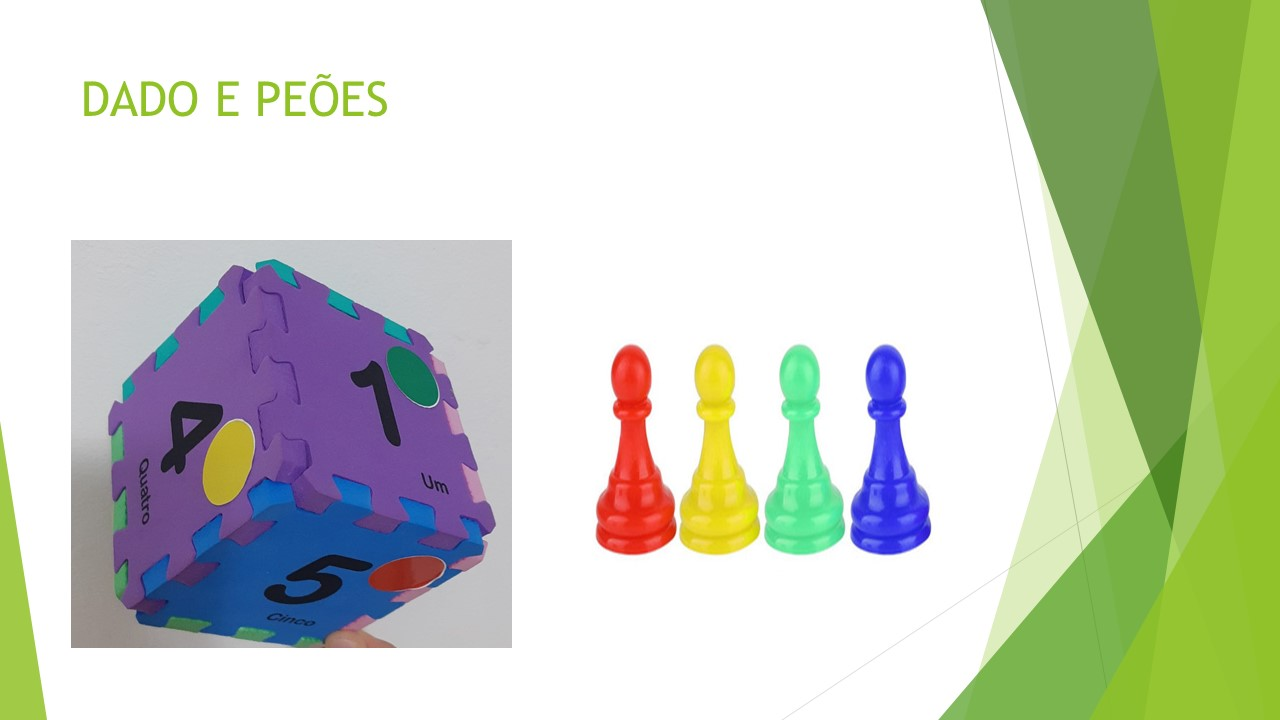 DADO E PEÕES
4
Quatro
1
Um
5
Cinco